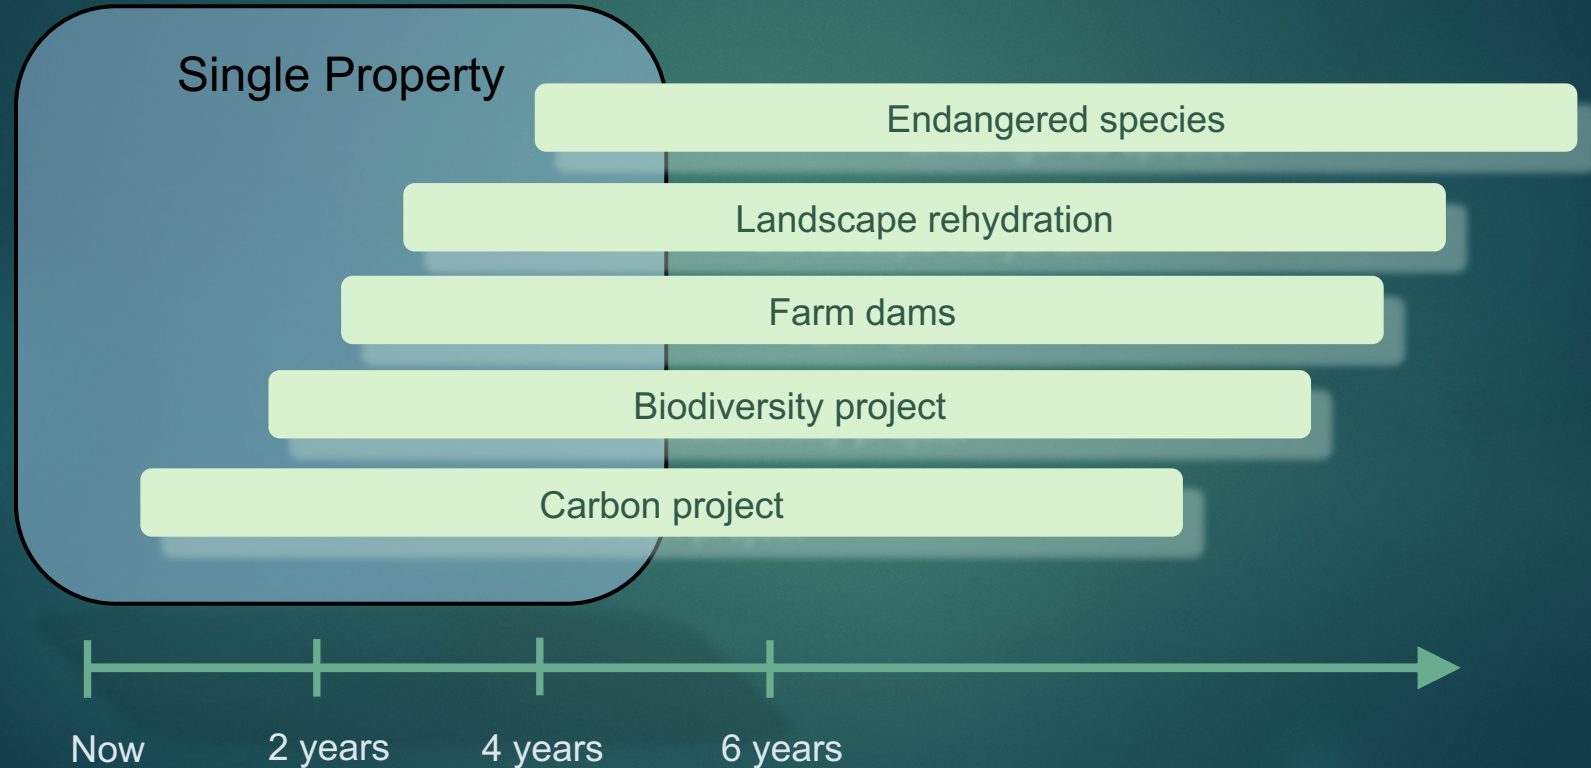 Single Property
Endangered species
Landscape rehydration
Farm dams
Biodiversity project
Carbon project
Now
2 years
4 years
6 years